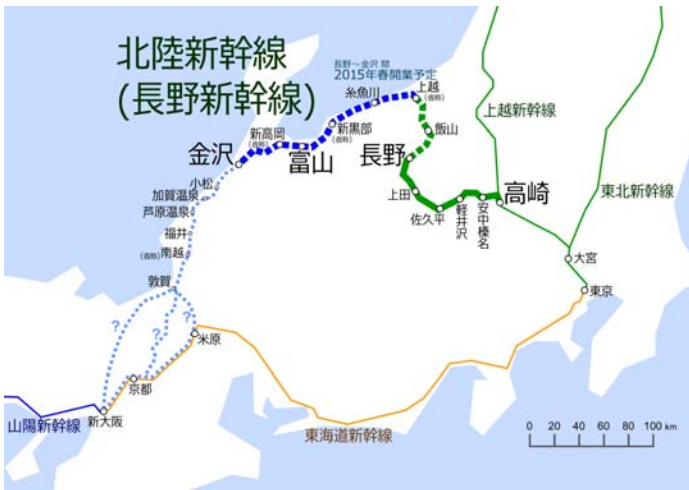 北陸新幹線
(長野新幹線)
長野～金沢 間
2015年春開業予定
上越
(仮称)
糸魚川
上越新幹線
飯山
新黒部
(仮称)
新高岡
(仮称)
富山
金沢
長野
小松
加賀温泉
芦原温泉
福井
(仮称)南越
敦賀
上田
佐久平
軽井沢
安中榛名
高崎
東北新幹線
大宮
東京
?
?
?
米原
京都
新大阪
山陽新幹線
東海道新幹線
0 20 40 60 80 100 km